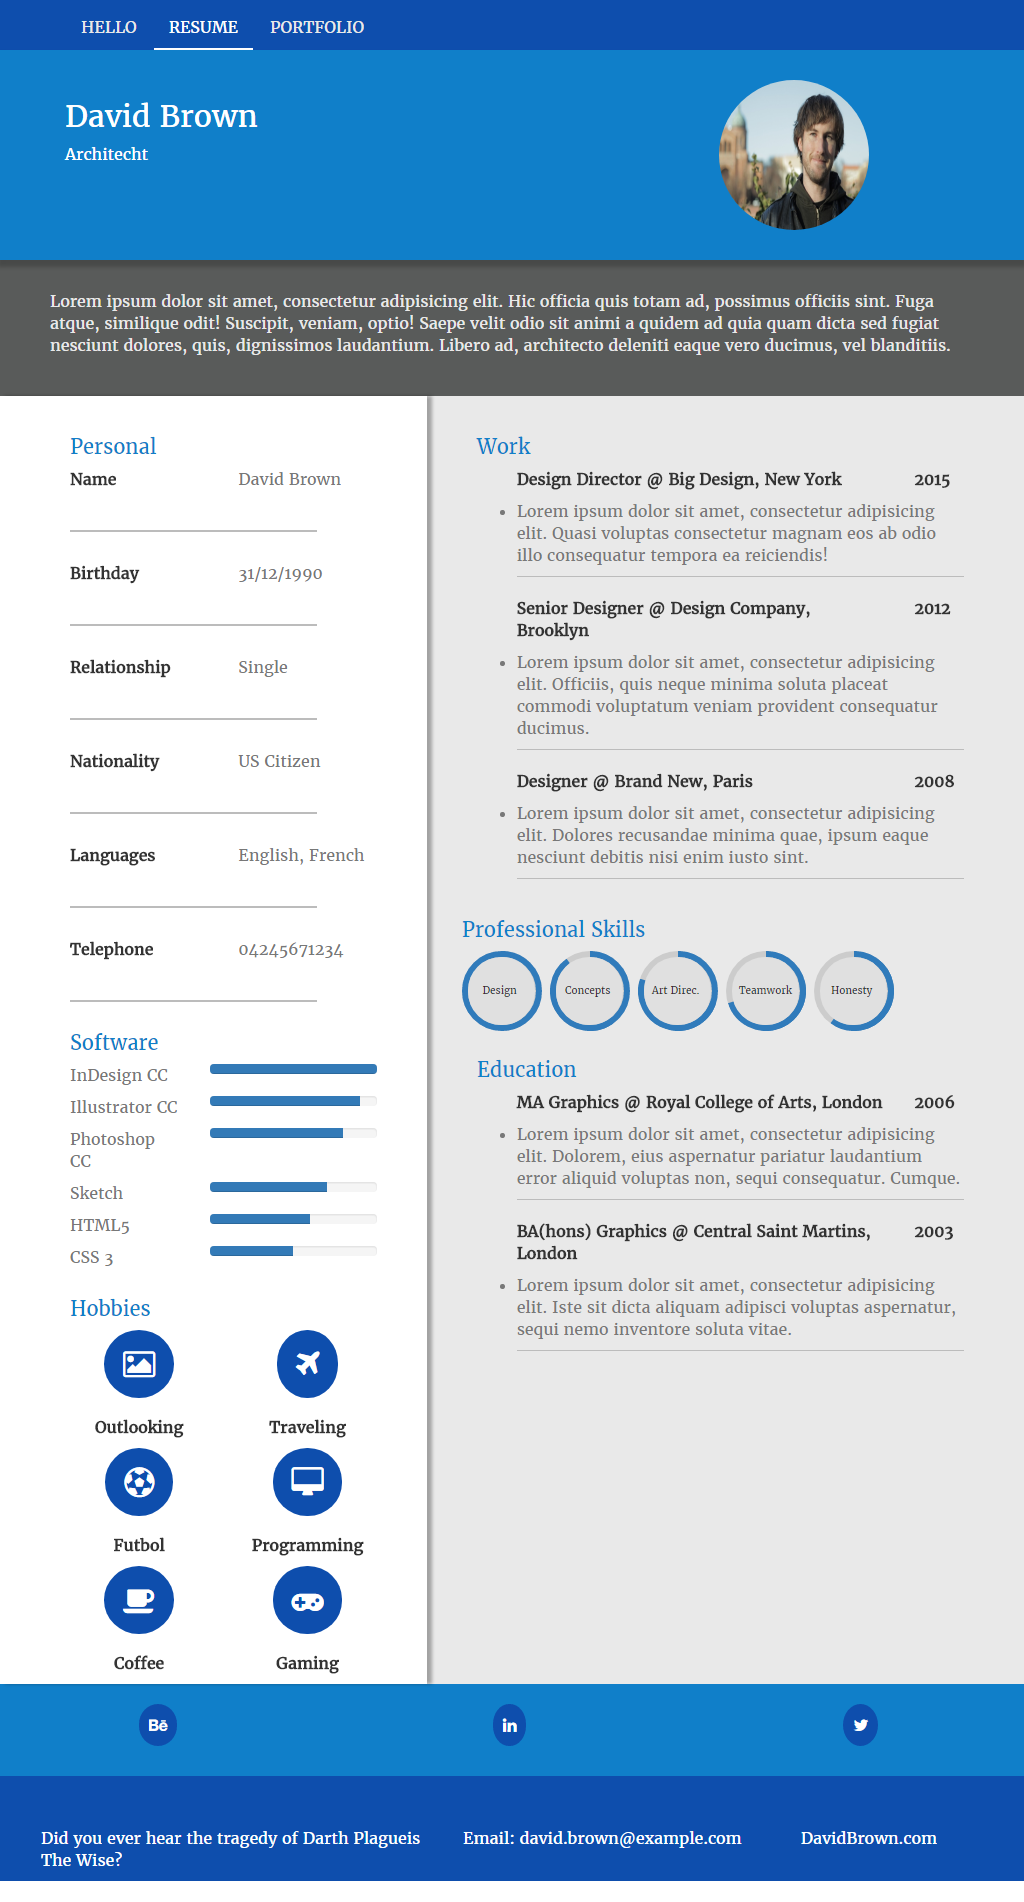 HELLO RESUME PORTFOLIO
David Brown
Architecht
Lorem ipsum dolor sit amet, consectetur adipisicing elit. Hic officia quis totam ad, possimus officiis sint. Fuga
atque, similique odit! Suscipit, veniam, optio! Saepe velit odio sit animi a quidem ad quia quam dicta sed fugiat
nesciunt dolores, quis, dignissimos laudantium. Libero ad, architecto deleniti eaque vero ducimus, vel blanditiis.
Personal
Name David Brown
Birthday 31/12/1990
Relationship Single
Nationality US Citizen
Languages English, French
Telephone 04245671234
Software
InDesign CC
Illustrator CC
Photoshop
CC
Sketch
HTML5
CSS 3
Hobbies
Outlooking Traveling
Futbol Programming
Coffee Gaming
Work
Design Director @ Big Design, New York 2015
• Lorem ipsum dolor sit amet, consectetur adipisicing
elit. Quasi voluptas consectetur magnam eos ab odio
illo consequatur tempora ea reiciendis!
Senior Designer @ Design Company, 2012
Brooklyn
• Lorem ipsum dolor sit amet, consectetur adipisicing
elit. Officiis, quis neque minima soluta placeat
commodi voluptatum veniam provident consequatur
ducimus.
Designer @ Brand New, Paris 2008
• Lorem ipsum dolor sit amet, consectetur adipisicing
elit. Dolores recusandae minima quae, ipsum eaque
nesciunt debitis nisi enim iusto sint.
Professional Skills
Design Concepts Art Direc. Teamwork Honesty
Education
MA Graphics @ Royal College of Arts, London 2006
• Lorem ipsum dolor sit amet, consectetur adipisicing
elit. Dolorem, eius aspernatur pariatur laudantium
error aliquid voluptas non, sequi consequatur. Cumque.
BA(hons) Graphics @ Central Saint Martins, 2003
London
• Lorem ipsum dolor sit amet, consectetur adipisicing
elit. Iste sit dicta aliquam adipisci voluptas aspernatur,
sequi nemo inventore soluta vitae.
Bē in
Did you ever hear the tragedy of Darth Plagueis
The Wise?
Email: david.brown@example.com
DavidBrown.com